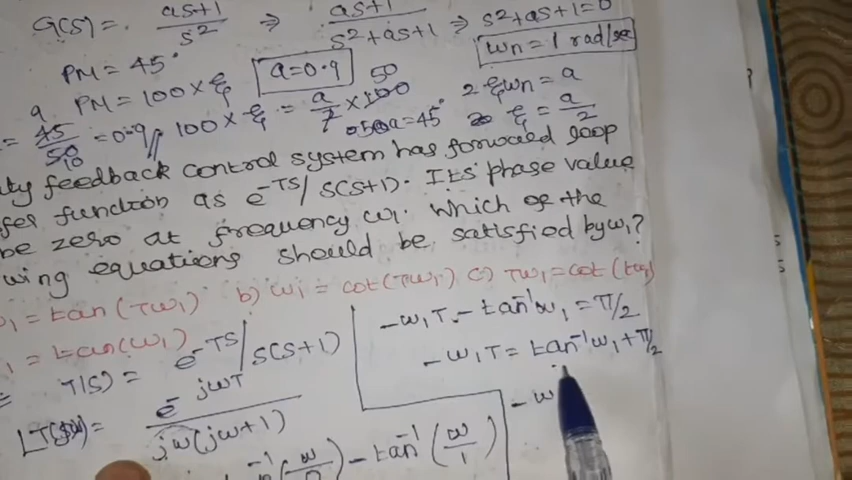 G(s) = as+1/s² ⇒ as+1/s²+as+1 ⇒ s²+as+1=0
PM = 45°
a=0.9
ωn = 1 rad/se
PM = 100 × ξ
2ξωn = a
= 45/50 = 0.9
100 × ξ = a/2 × 100
50
50a = 45°
ξ = a/2
ty feedback control system has forward loop
fer function as e^-TS/s(s+1). Its phase value
be zero at frequency ω1. Which of the
wing equations should be satisfied by ω1?
ω1 = tan(Tω1) b) ω1 = cot(Tω1) c) Tω1 = cot(
1 = tan(ω1)
-ω1T - tan⁻¹ω1 = π/2
-ω1T = tan⁻¹ω1 + π/2
T(s) = e^-TS/s(s+1)
e^-jωT/jω(jω+1)
- tan⁻¹(ω/1)
-ω